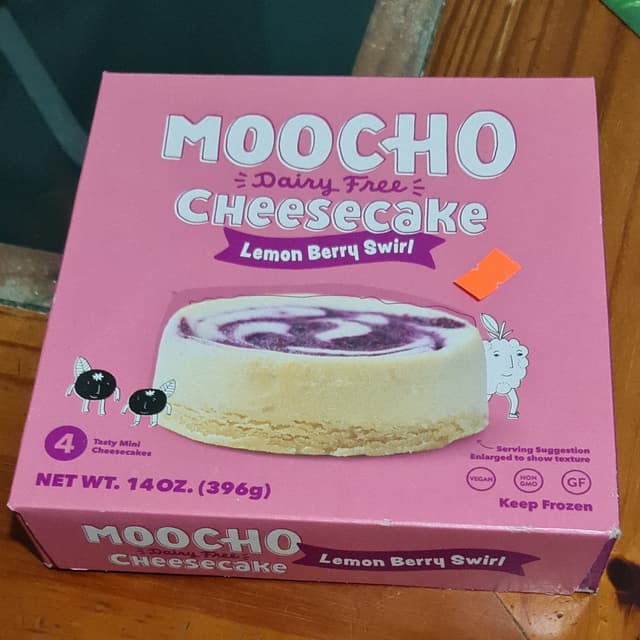 MOOCHO
Dairy Free
CHeesecaKe
Lemon Berry Swirl
4
Tasty Mini
Cheesecakes
NET WT. 14OZ. (396g)
Serving Suggestion
Enlarged to show texture
VEGAN
NON
GMO
GF
Keep Frozen
MOOCHO
Dairy Free
CHeesecaKe
Lemon Berry Swirl